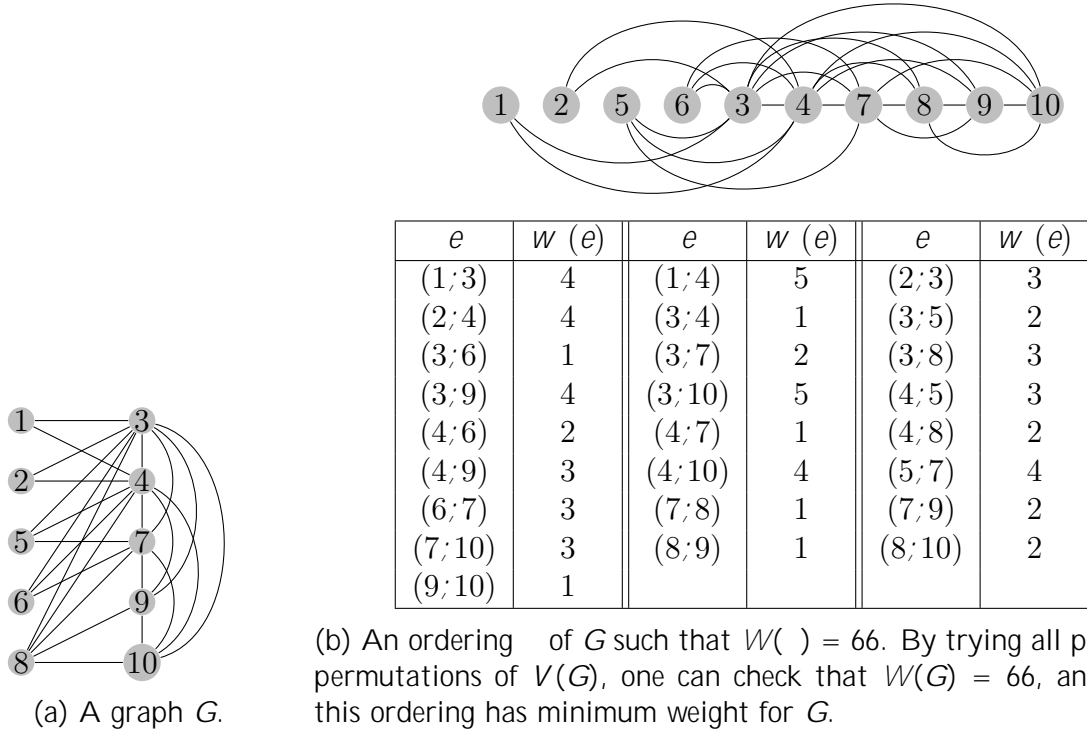 1 2 5 6 3 4 7 8 9 10
e w (e) e w (e) e w (e)
(1;3) 4 (1;4) 5 (2;3) 3
(2;4) 4 (3;4) 1 (3;5) 2
(3;6) 1 (3;7) 2 (3;8) 3
(3;9) 4 (3;10) 5 (4;5) 3
(4;6) 2 (4;7) 1 (4;8) 2
(4;9) 3 (4;10) 4 (5;7) 4
(6;7) 3 (7;8) 1 (7;9) 2
(7;10) 3 (8;9) 1 (8;10) 2
(9;10) 1
1 3
2 4
5 7
6 9
8 10
(a) A graph G.
(b) An ordering of G such that W( ) = 66. By trying all p
permutations of V(G), one can check that W(G) = 66, an
this ordering has minimum weight for G.